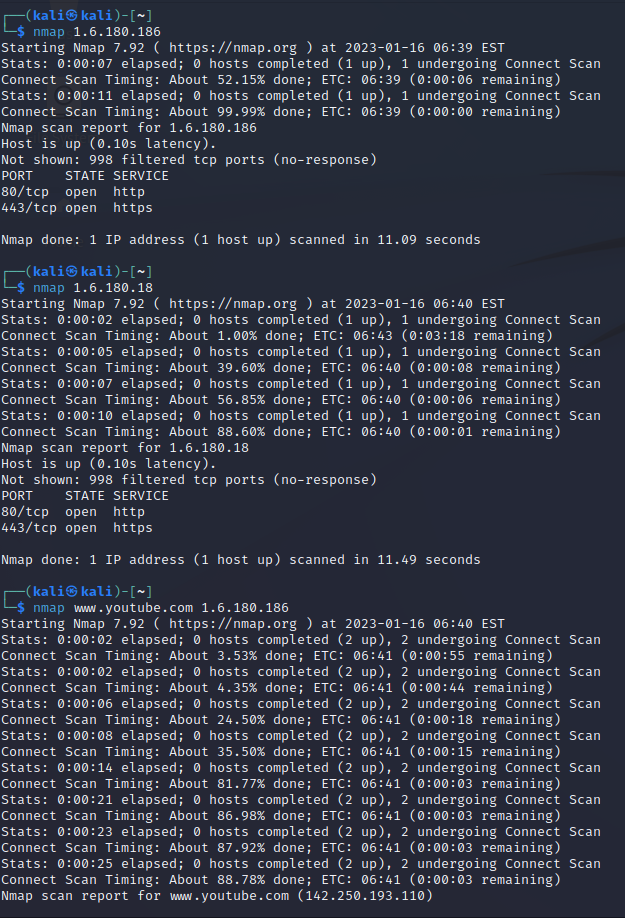 ┌──(kali㉿kali)-[~]
└─$ nmap 1.6.180.186
Starting Nmap 7.92 ( https://nmap.org ) at 2023-01-16 06:39 EST
Stats: 0:00:07 elapsed; 0 hosts completed (1 up), 1 undergoing Connect Scan
Connect Scan Timing: About 52.15% done; ETC: 06:39 (0:00:06 remaining)
Stats: 0:00:11 elapsed; 0 hosts completed (1 up), 1 undergoing Connect Scan
Connect Scan Timing: About 99.99% done; ETC: 06:39 (0:00:00 remaining)
Nmap scan report for 1.6.180.186
Host is up (0.10s latency).
Not shown: 998 filtered tcp ports (no-response)
PORT    STATE SERVICE
80/tcp  open  http
443/tcp open  https

Nmap done: 1 IP address (1 host up) scanned in 11.09 seconds

┌──(kali㉿kali)-[~]
└─$ nmap 1.6.180.18
Starting Nmap 7.92 ( https://nmap.org ) at 2023-01-16 06:40 EST
Stats: 0:00:02 elapsed; 0 hosts completed (1 up), 1 undergoing Connect Scan
Connect Scan Timing: About 1.00% done; ETC: 06:43 (0:03:18 remaining)
Stats: 0:00:05 elapsed; 0 hosts completed (1 up), 1 undergoing Connect Scan
Connect Scan Timing: About 39.60% done; ETC: 06:40 (0:00:08 remaining)
Stats: 0:00:07 elapsed; 0 hosts completed (1 up), 1 undergoing Connect Scan
Connect Scan Timing: About 56.85% done; ETC: 06:40 (0:00:06 remaining)
Stats: 0:00:10 elapsed; 0 hosts completed (1 up), 1 undergoing Connect Scan
Connect Scan Timing: About 88.60% done; ETC: 06:40 (0:00:01 remaining)
Nmap scan report for 1.6.180.18
Host is up (0.10s latency).
Not shown: 998 filtered tcp ports (no-response)
PORT    STATE SERVICE
80/tcp  open  http
443/tcp open  https

Nmap done: 1 IP address (1 host up) scanned in 11.49 seconds

┌──(kali㉿kali)-[~]
└─$ nmap www.youtube.com 1.6.180.186
Starting Nmap 7.92 ( https://nmap.org ) at 2023-01-16 06:40 EST
Stats: 0:00:02 elapsed; 0 hosts completed (2 up), 2 undergoing Connect Scan
Connect Scan Timing: About 3.53% done; ETC: 06:41 (0:00:55 remaining)
Stats: 0:00:02 elapsed; 0 hosts completed (2 up), 2 undergoing Connect Scan
Connect Scan Timing: About 4.35% done; ETC: 06:41 (0:00:44 remaining)
Stats: 0:00:06 elapsed; 0 hosts completed (2 up), 2 undergoing Connect Scan
Connect Scan Timing: About 24.50% done; ETC: 06:41 (0:00:18 remaining)
Stats: 0:00:08 elapsed; 0 hosts completed (2 up), 2 undergoing Connect Scan
Connect Scan Timing: About 35.50% done; ETC: 06:41 (0:00:15 remaining)
Stats: 0:00:14 elapsed; 0 hosts completed (2 up), 2 undergoing Connect Scan
Connect Scan Timing: About 81.77% done; ETC: 06:41 (0:00:03 remaining)
Stats: 0:00:21 elapsed; 0 hosts completed (2 up), 2 undergoing Connect Scan
Connect Scan Timing: About 86.98% done; ETC: 06:41 (0:00:03 remaining)
Stats: 0:00:23 elapsed; 0 hosts completed (2 up), 2 undergoing Connect Scan
Connect Scan Timing: About 87.92% done; ETC: 06:41 (0:00:03 remaining)
Stats: 0:00:25 elapsed; 0 hosts completed (2 up), 2 undergoing Connect Scan
Connect Scan Timing: About 88.78% done; ETC: 06:41 (0:00:03 remaining)
Nmap scan report for www.youtube.com (142.250.193.110)